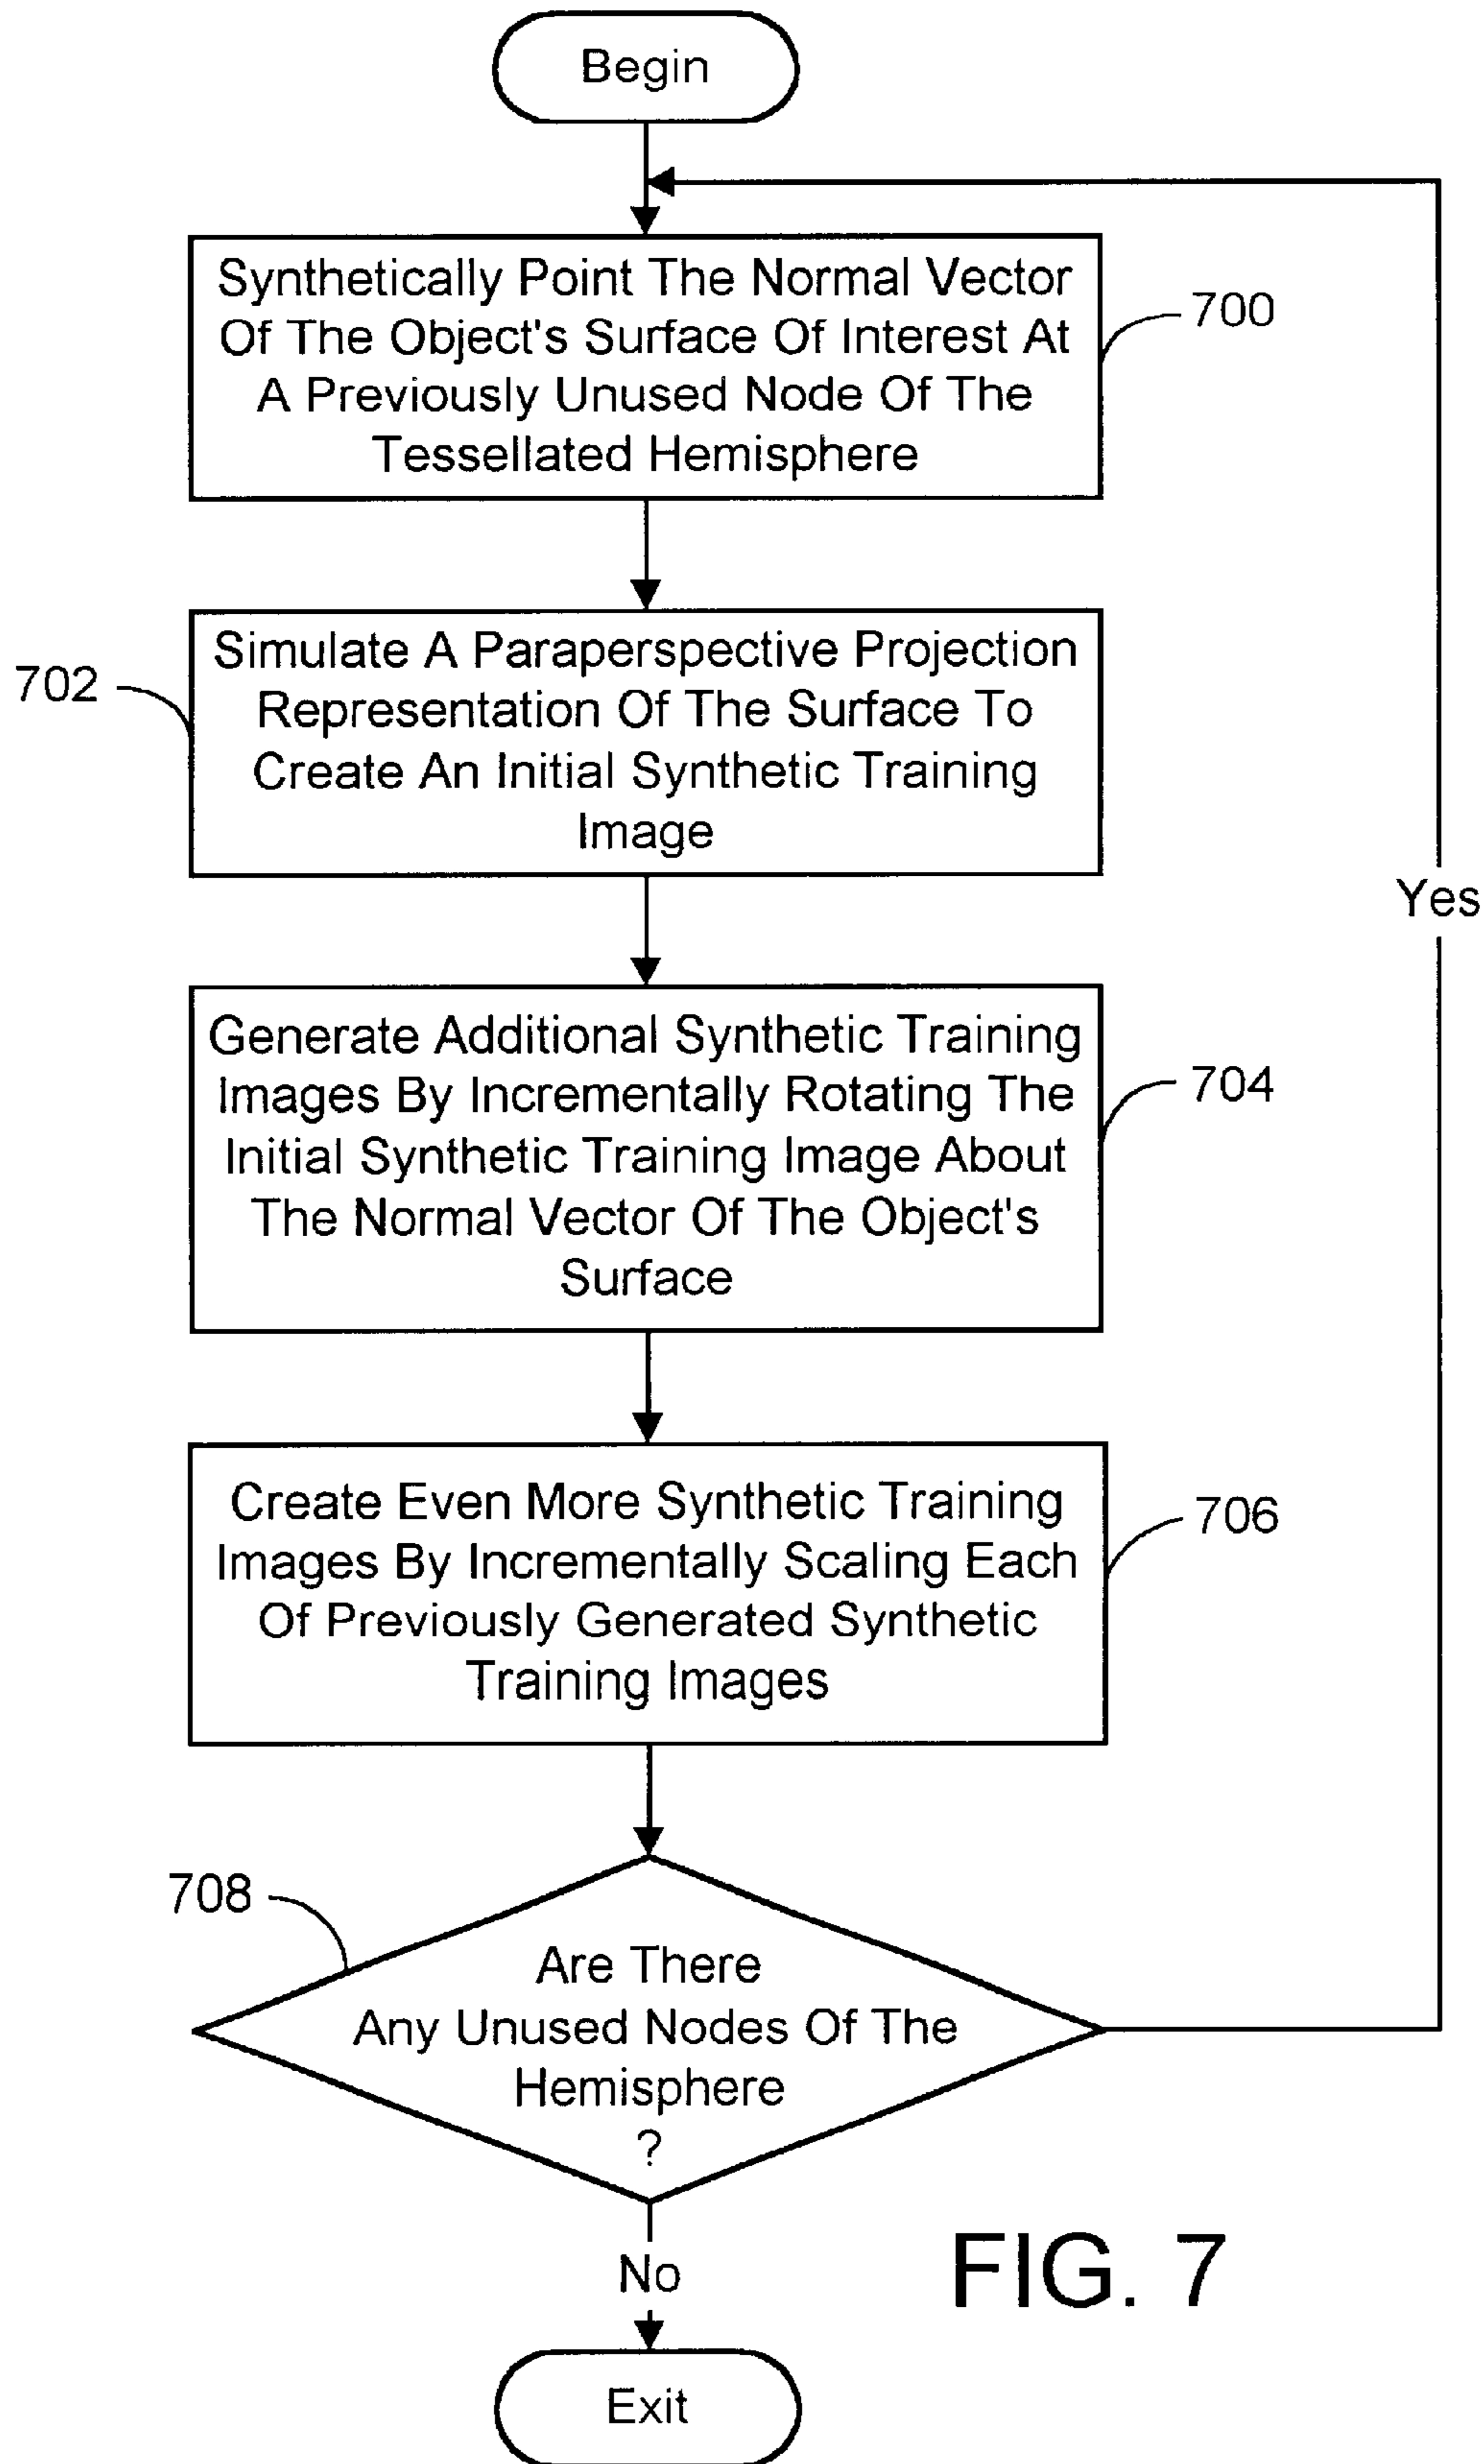 Begin
Synthetically Point The Normal Vector
Of The Object's Surface Of Interest At
A Previously Unused Node Of The
Tessellated Hemisphere
700
Simulate A Paraperspective Projection
Representation Of The Surface To
Create An Initial Synthetic Training
Image
702
Yes
Generate Additional Synthetic Training
Images By Incrementally Rotating The
Initial Synthetic Training Image About
The Normal Vector Of The Object's
Surface
704
Create Even More Synthetic Training
Images By Incrementally Scaling Each
Of Previously Generated Synthetic
Training Images
706
708
Are There
Any Unused Nodes Of The
Hemisphere
?
No
FIG. 7
Exit